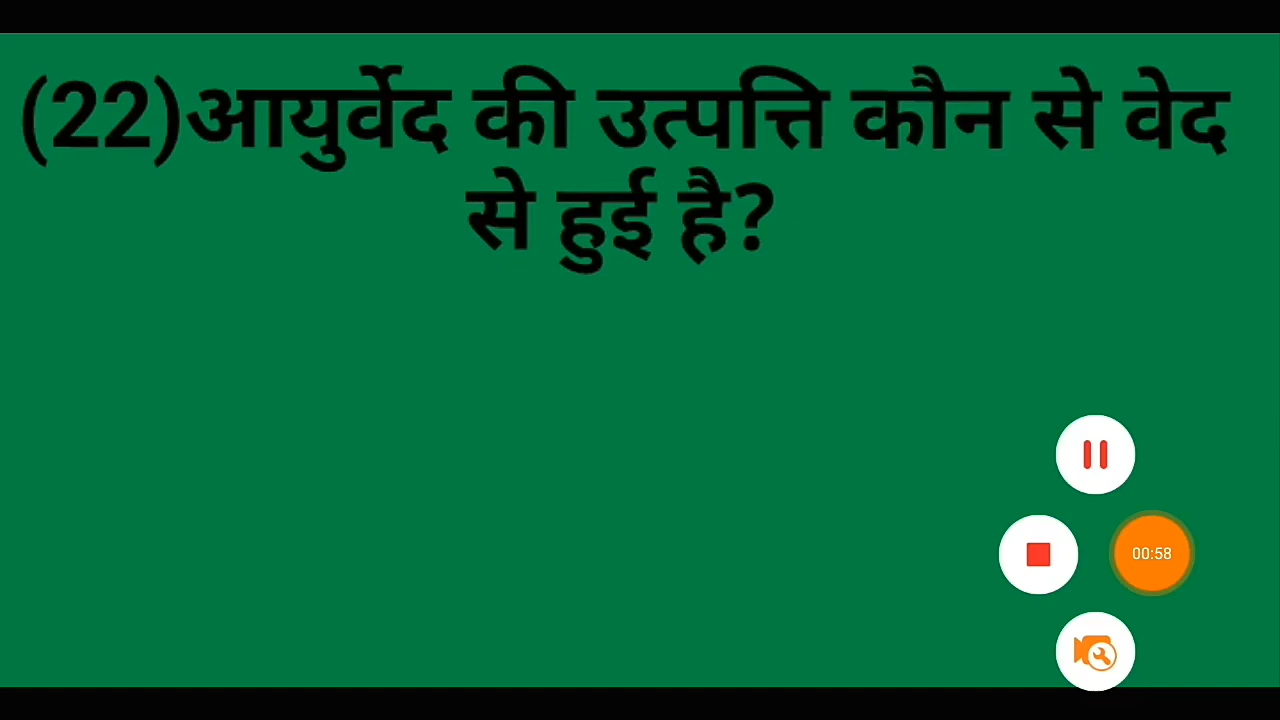 (22)आयुर्वेद की उत्पत्ति कौन से वेद
से हुई है?
00:58